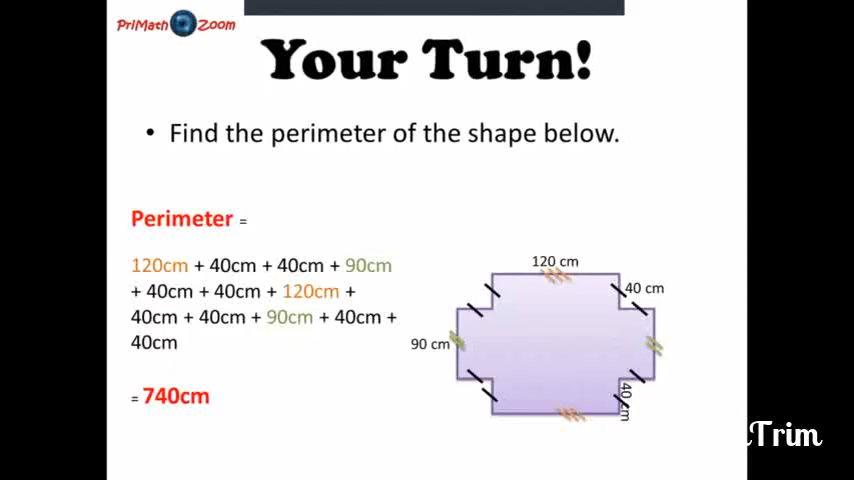 PriMath Zoom
Your Turn!
• Find the perimeter of the shape below.
Perimeter =
120cm + 40cm + 40cm + 90cm
+ 40cm + 40cm + 120cm +
40cm + 40cm + 90cm + 40cm +
40cm
= 740cm
120 cm
40 cm
90 cm
40 cm
Trim